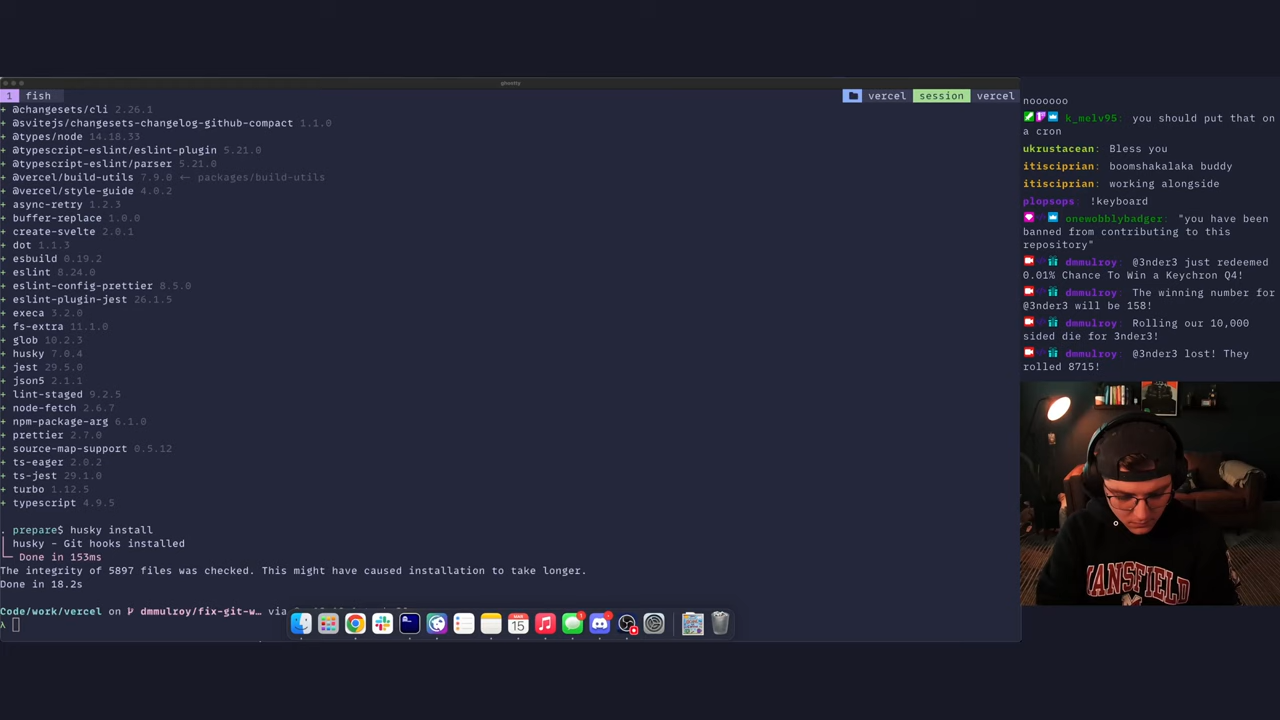 ghostty
1 fish
vercel session vercel
+ @changesets/cli 2.26.1
+ @svitejs/changesets-changelog-github-compact 1.1.0
+ @types/node 14.18.33
+ @typescript-eslint/eslint-plugin 5.21.0
+ @typescript-eslint/parser 5.21.0
+ @vercel/build-utils 7.9.0 <- packages/build-utils
+ @vercel/style-guide 4.0.2
+ async-retry 1.2.3
+ buffer-replace 1.0.0
+ create-svelte 2.0.1
+ dot 1.1.3
+ esbuild 0.19.2
+ eslint 8.24.0
+ eslint-config-prettier 8.5.0
+ eslint-plugin-jest 26.1.5
+ execa 3.2.0
+ fs-extra 11.1.0
+ glob 10.2.3
+ husky 7.0.4
+ jest 29.5.0
+ json5 2.1.1
+ lint-staged 9.2.5
+ node-fetch 2.6.7
+ npm-package-arg 6.1.0
+ prettier 2.7.0
+ source-map-support 0.5.12
+ ts-eager 2.0.2
+ ts-jest 29.1.0
+ turbo 1.12.5
+ typescript 4.9.5
. prepare$ husky install
│ husky - Git hooks installed
└─ Done in 153ms
The integrity of 5897 files was checked. This might have caused installation to take longer.
Done in 18.2s
Code/work/vercel on dmmulroy/fix-git-w… via
λ
MAR
15
noooooo
k_melv95: you should put that on
a cron
ukrustacean: Bless you
itisciprian: boomshakalaka buddy
itisciprian: working alongside
plopsops: !keyboard
onewobblybadger: "you have been
banned from contributing to this
repository"
dmmulroy: @3nder3 just redeemed
0.01% Chance To Win a Keychron Q4!
dmmulroy: The winning number for
@3nder3 will be 158!
dmmulroy: Rolling our 10,000
sided die for 3nder3!
dmmulroy: @3nder3 lost! They
rolled 8715!
MANSFIELD